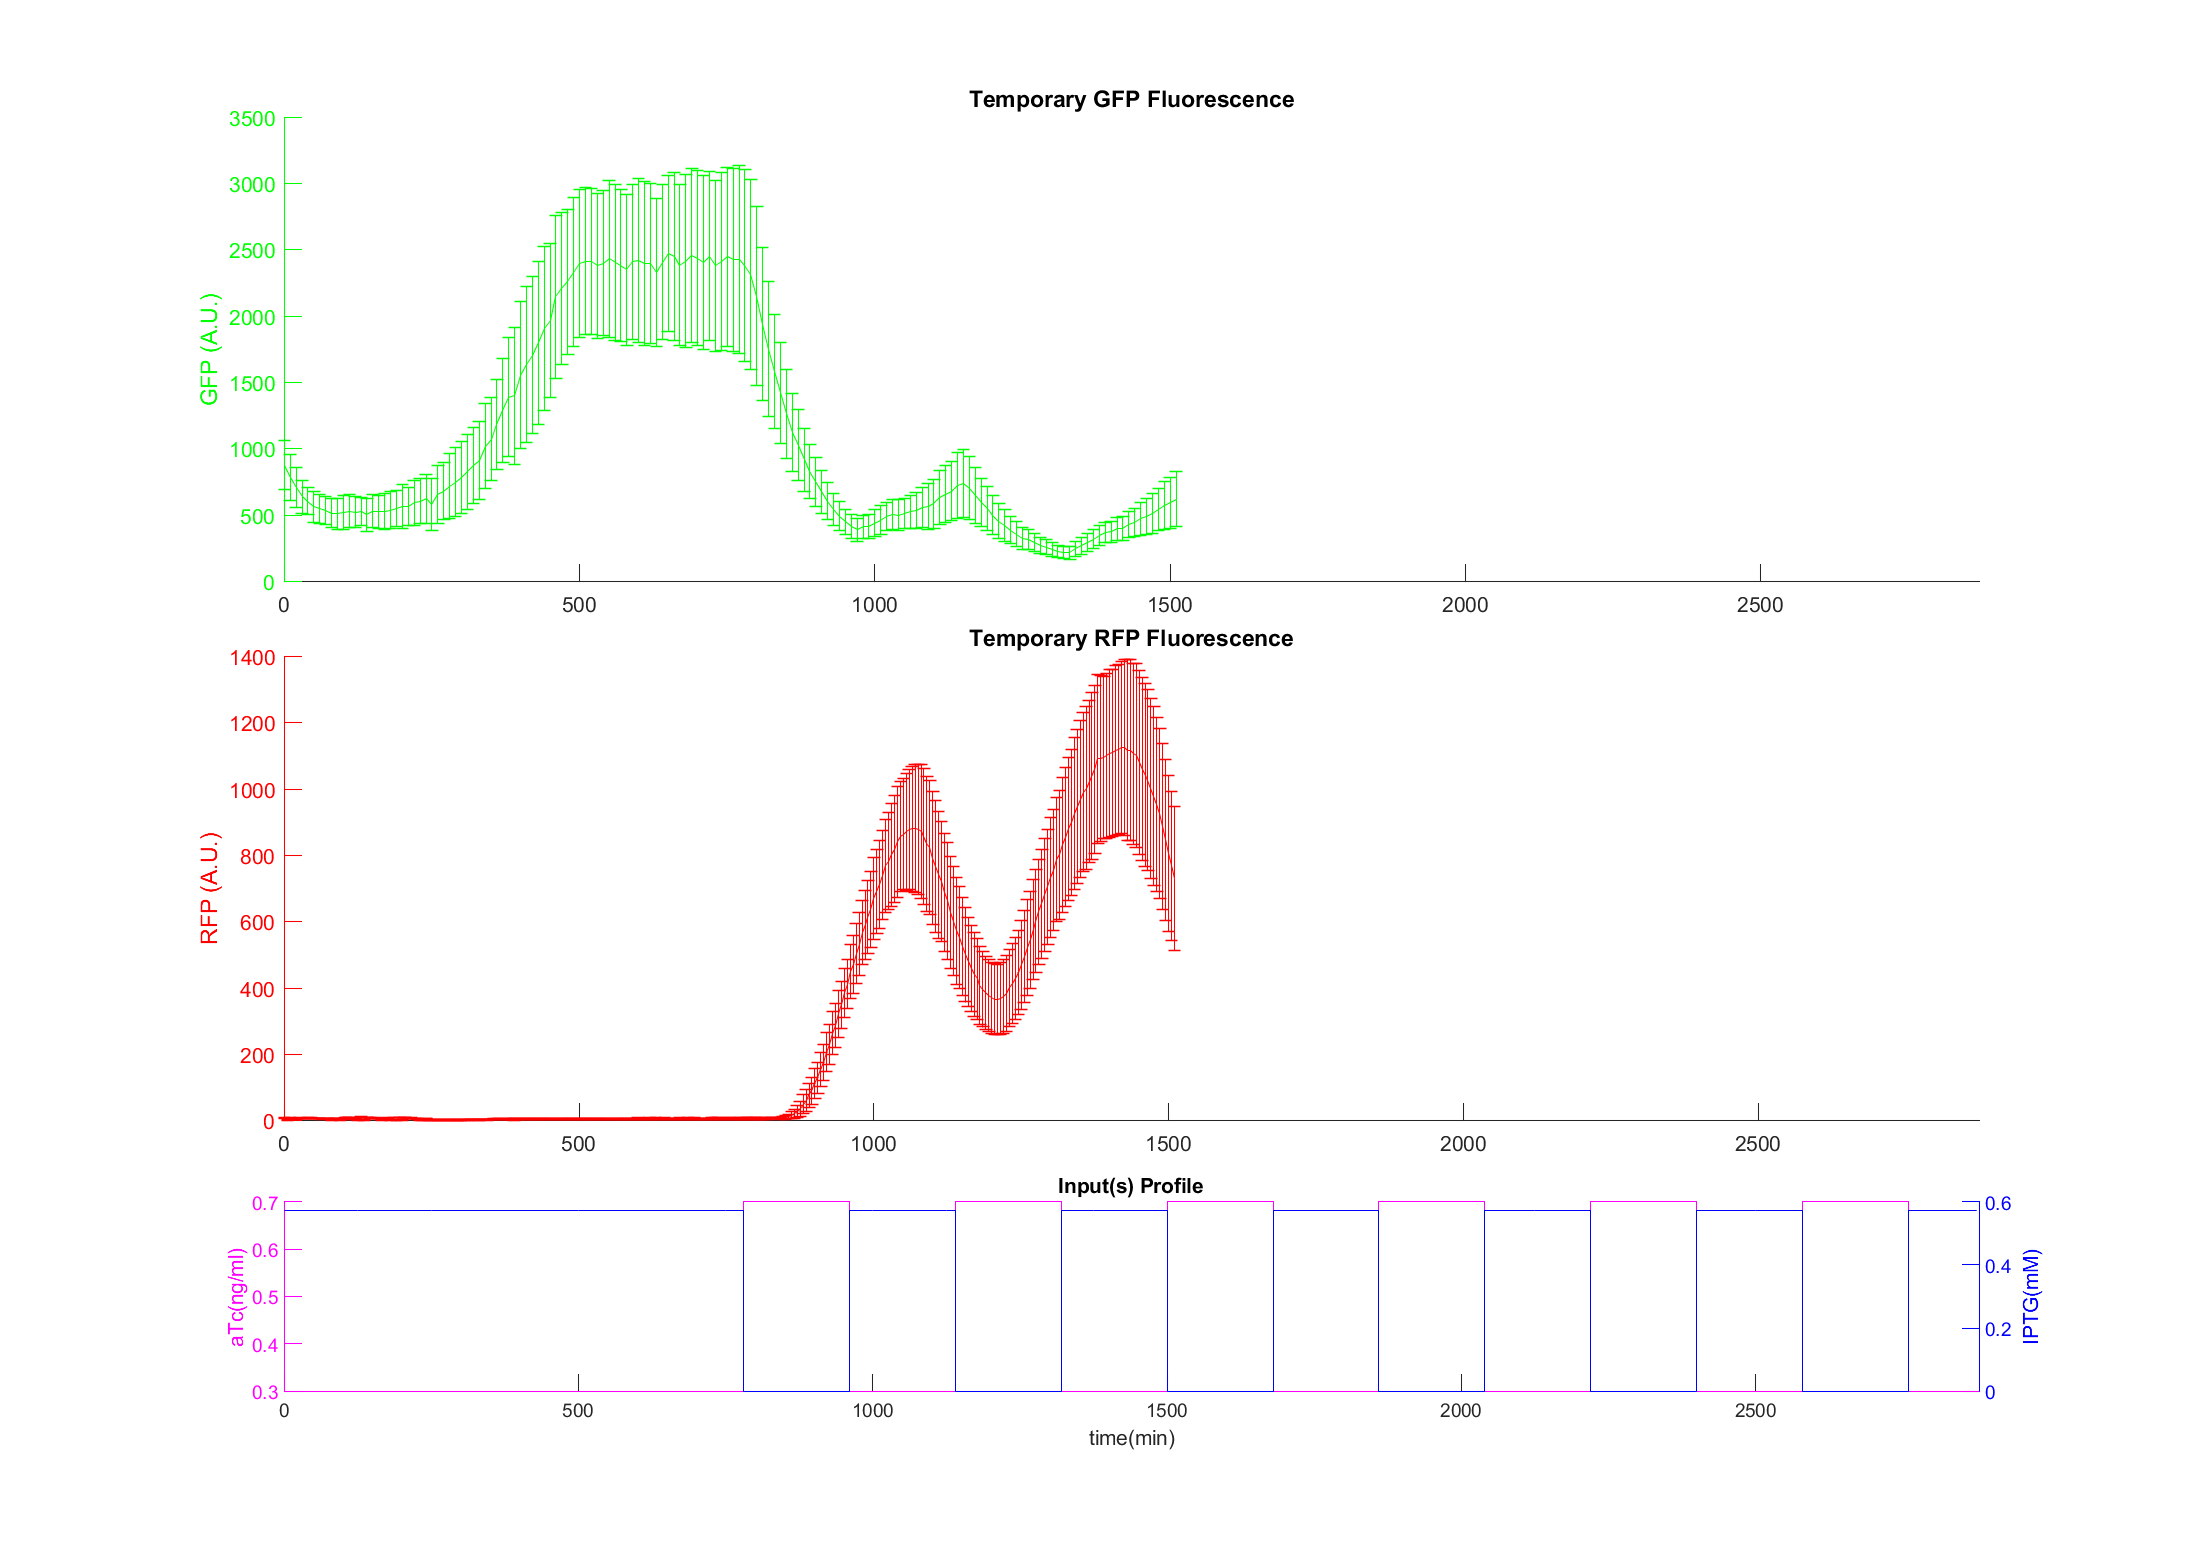 Temporary GFP Fluorescence
3500
3000
2500
2000
1500
1000
500
0
GFP (A.U.)
0 500 1000 1500 2000 2500
Temporary RFP Fluorescence
1400
1200
1000
800
600
400
200
0
RFP (A.U.)
0 500 1000 1500 2000 2500
Input(s) Profile
0.7
0.6
0.5
0.4
0.3
aTc(ng/ml)
0.6
0.4
0.2
0
IPTG(mM)
0 500 1000 1500 2000 2500
time(min)